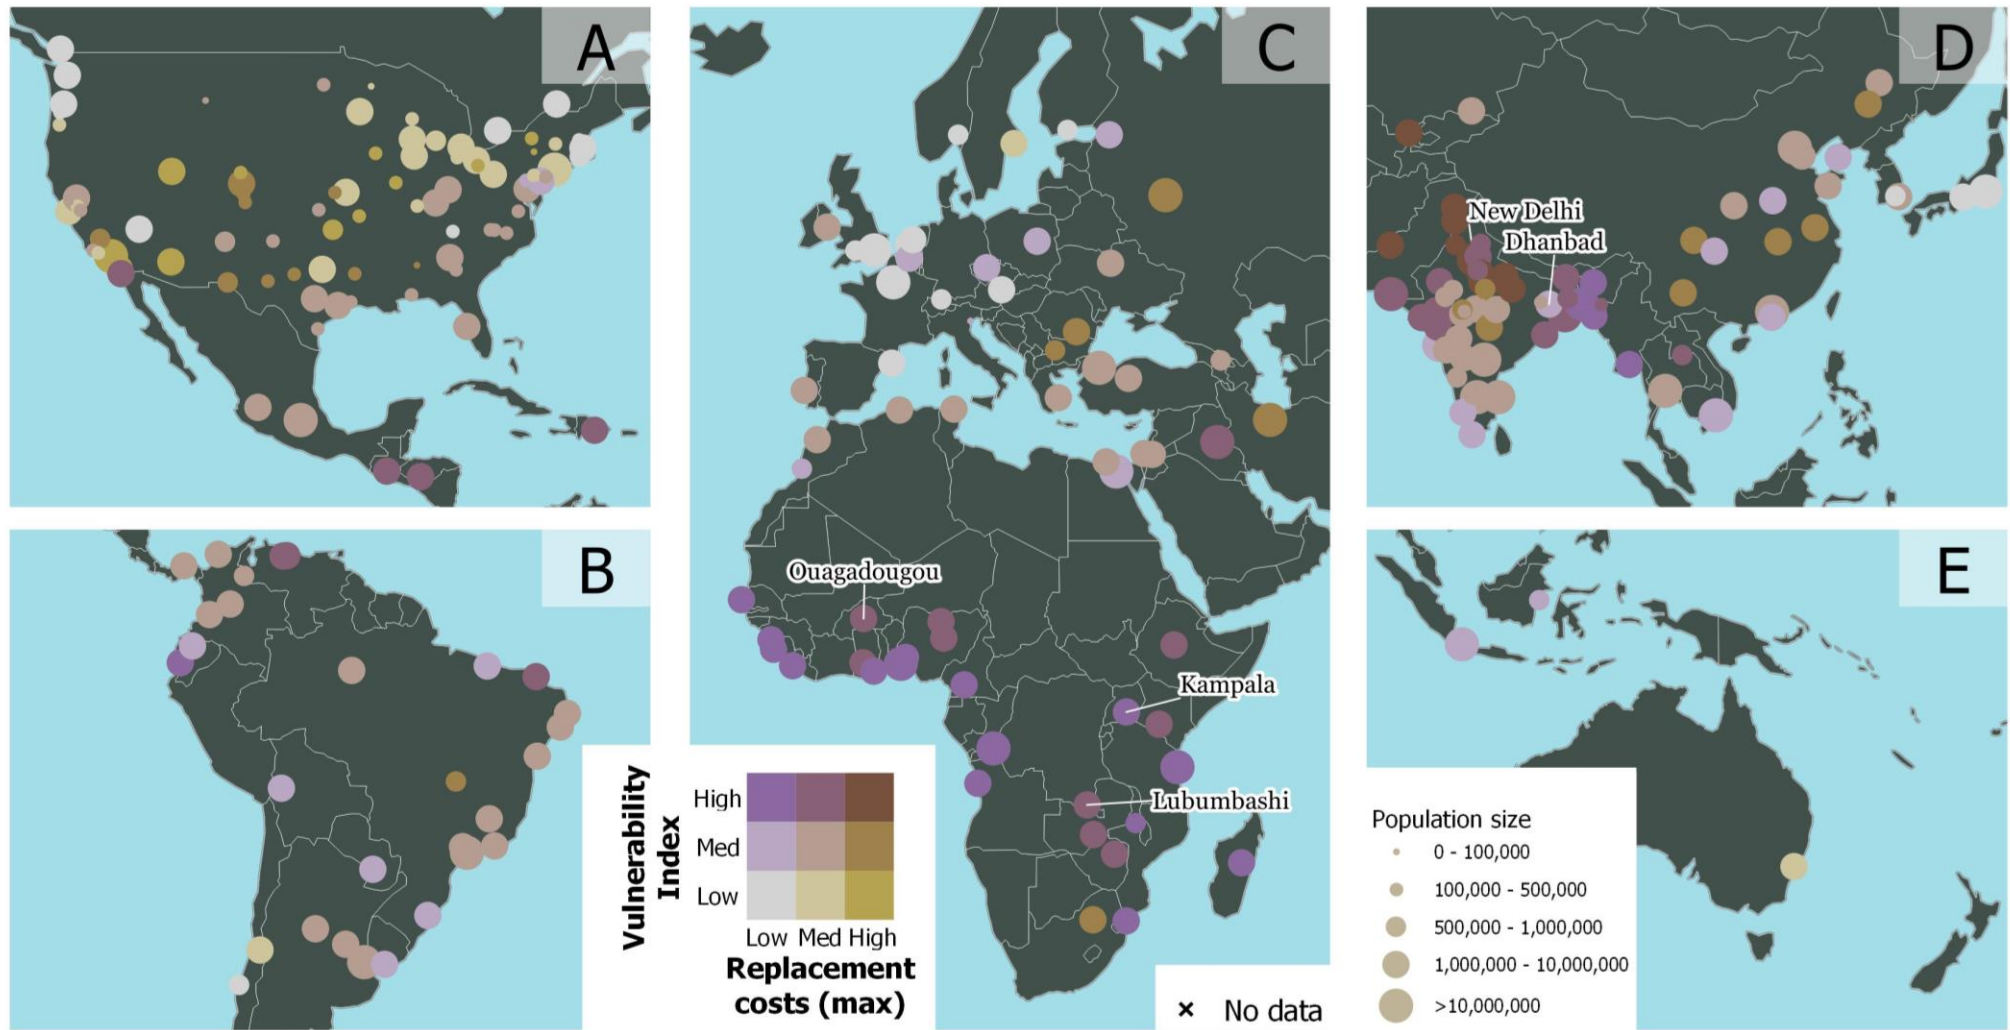 A
B
C
D
E
New Delhi
Dhanbad
Ouagadougou
Kampala
Lubumbashi
Vulnerability
Index
High
Med
Low
Low Med High
Replacement
costs (max)
× No data
Population size
0 - 100,000
100,000 - 500,000
500,000 - 1,000,000
1,000,000 - 10,000,000
>10,000,000